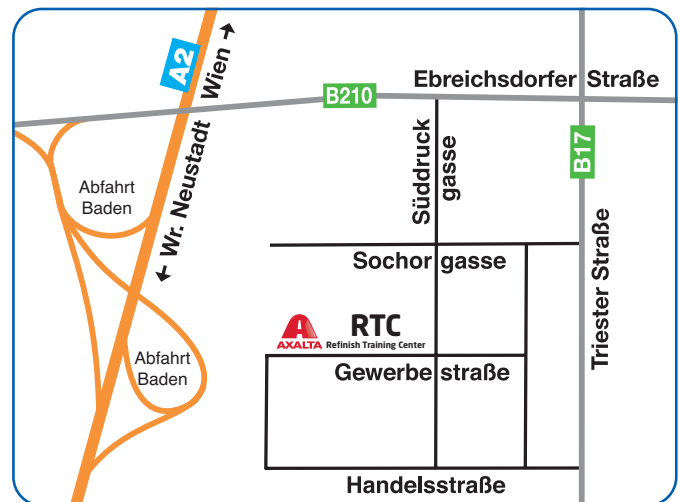 A2
← Wr. Neustadt Wien →
Ebreichsdorfer Straße
B210
B17
Süddruck
gasse
Abfahrt
Baden
Sochorgasse
Triester Straße
AXALTA
RTC
Refinish Training Center
Abfahrt
Baden
Gewerbestraße
Handelsstraße